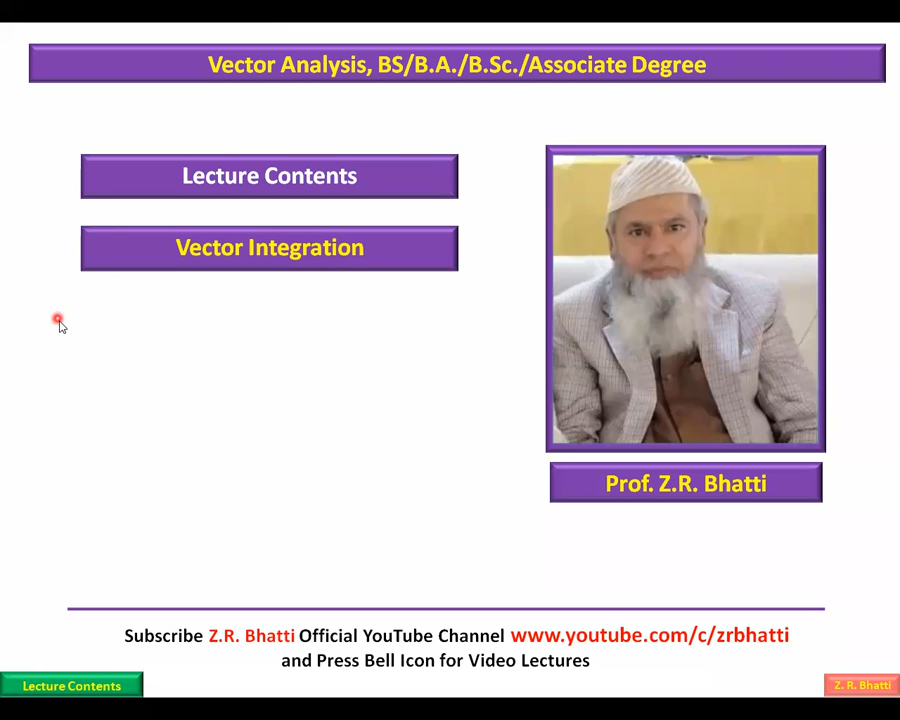 Vector Analysis, BS/B.A./B.Sc./Associate Degree
Lecture Contents
Vector Integration
Prof. Z.R. Bhatti
Subscribe Z.R. Bhatti Official YouTube Channel www.youtube.com/c/zrbhatti
and Press Bell Icon for Video Lectures
Lecture Contents
Z. R. Bhatti